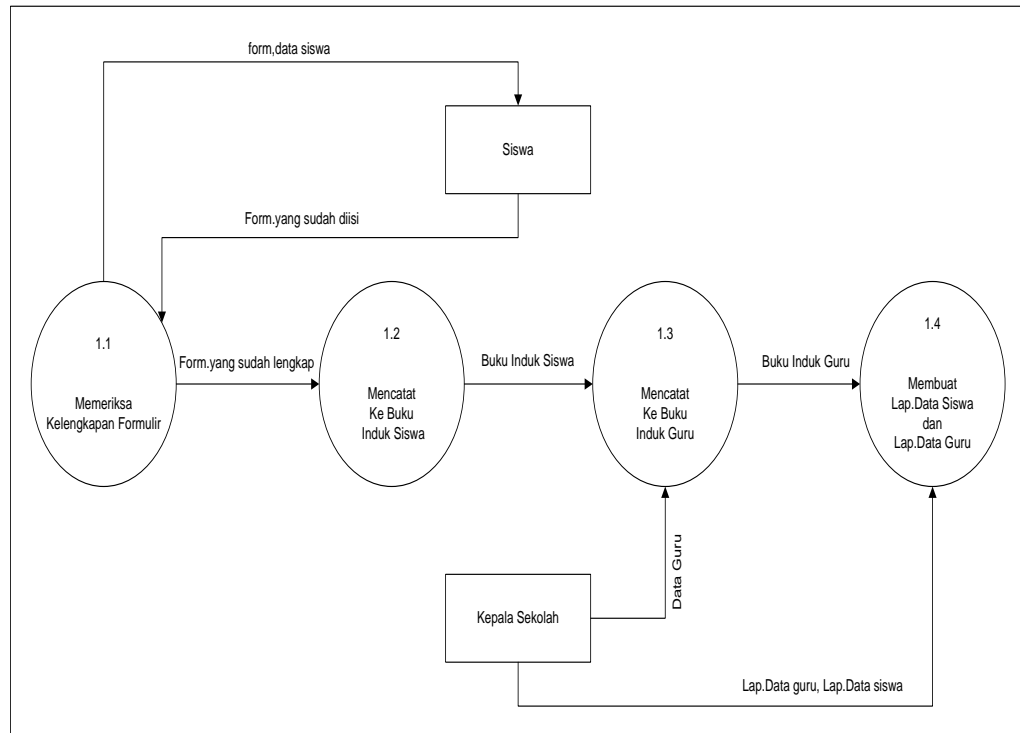 form,data siswa
Siswa
Form.yang sudah diisi
1.1
Memeriksa
Kelengkapan Formulir
Form.yang sudah lengkap
1.2
Mencatat
Ke Buku
Induk Siswa
Buku Induk Siswa
1.3
Mencatat
Ke Buku
Induk Guru
Buku Induk Guru
1.4
Membuat
Lap.Data Siswa
dan
Lap.Data Guru
Data Guru
Kepala Sekolah
Lap.Data guru, Lap.Data siswa